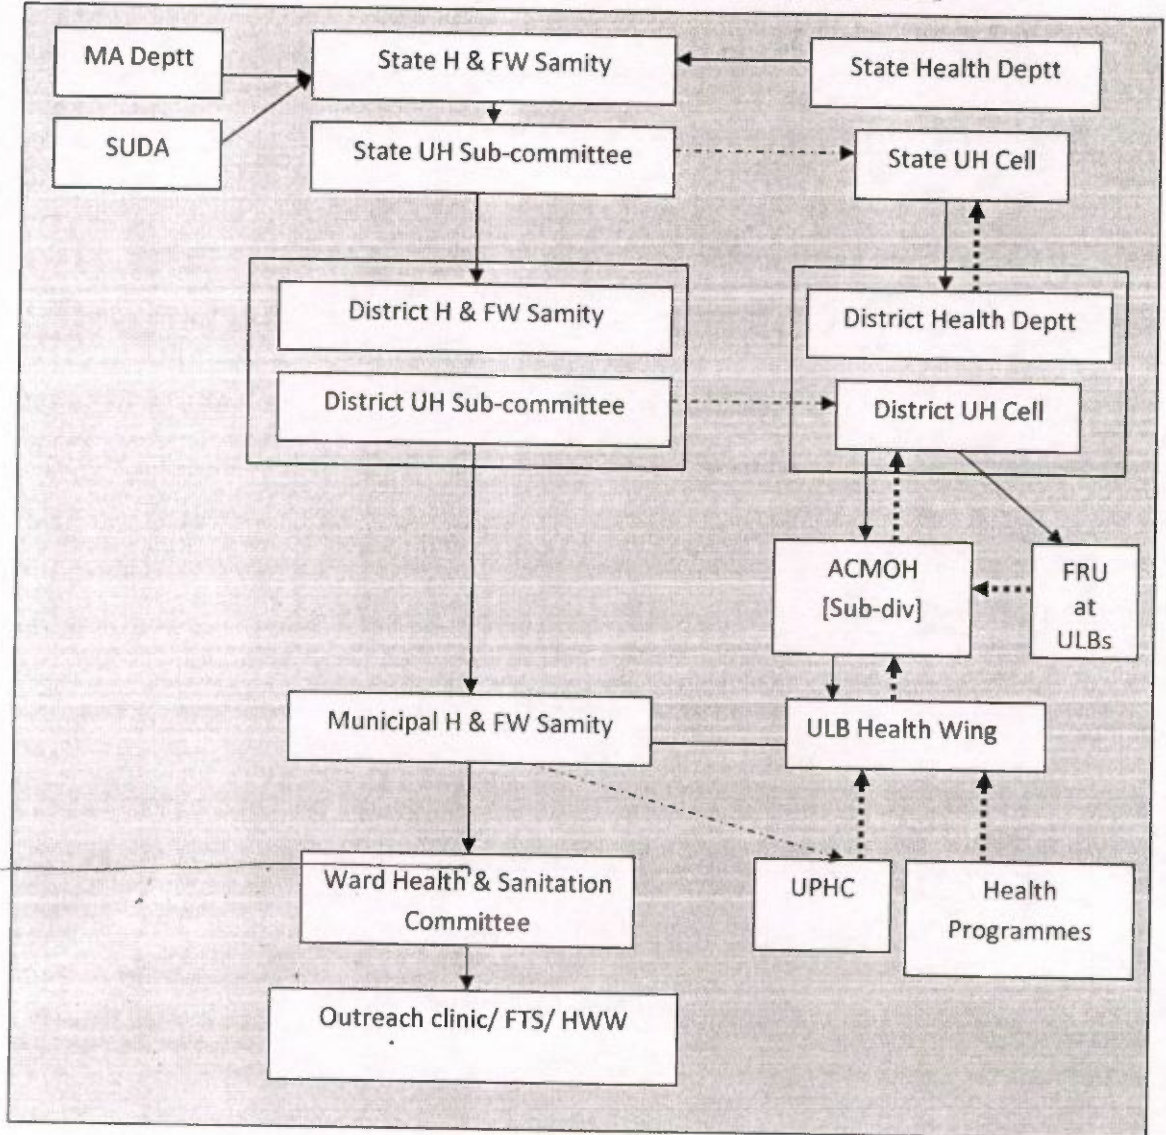 MA Deptt
State H & FW Samity
State Health Deptt
SUDA
State UH Sub-committee
State UH Cell
District H & FW Samity
District Health Deptt
District UH Sub-committee
District UH Cell
ACMOH
[Sub-div]
FRU
at
ULBs
Municipal H & FW Samity
ULB Health Wing
Ward Health & Sanitation
Committee
UPHC
Health
Programmes
Outreach clinic/ FTS/ HWW